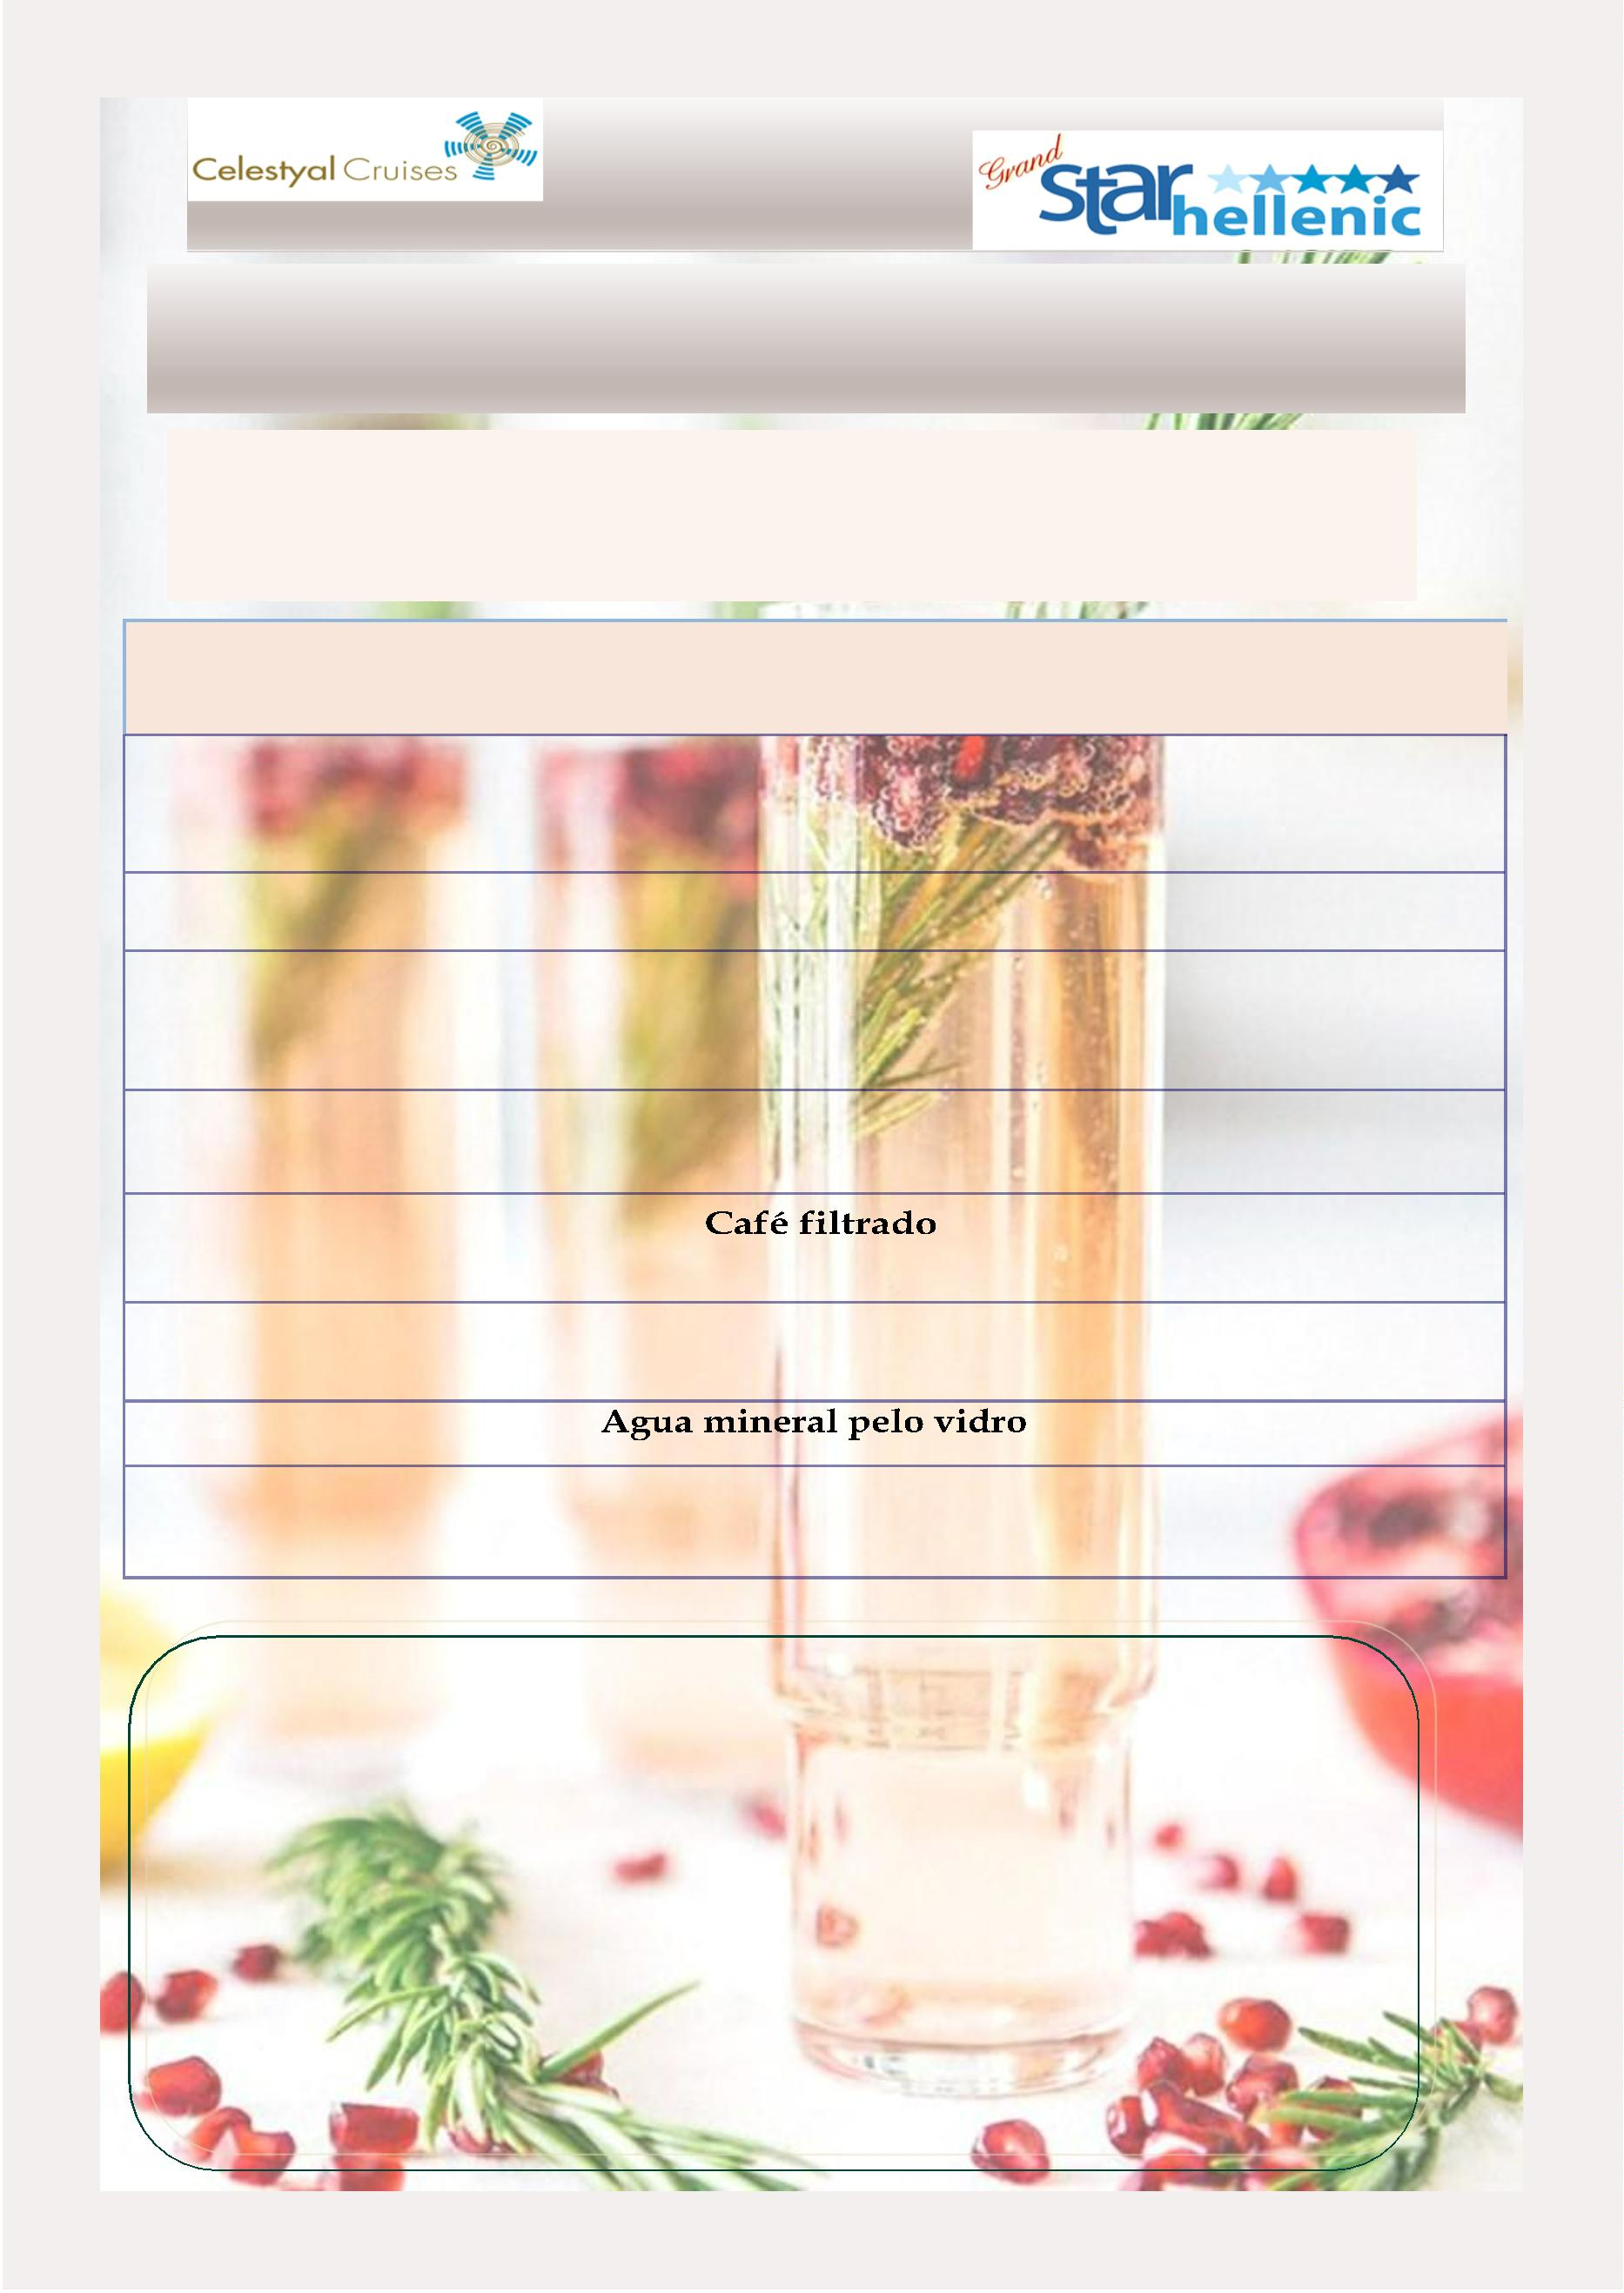 Celestyal Cruises
Grand
Star
hellenic
Café filtrado
Agua mineral pelo vidro